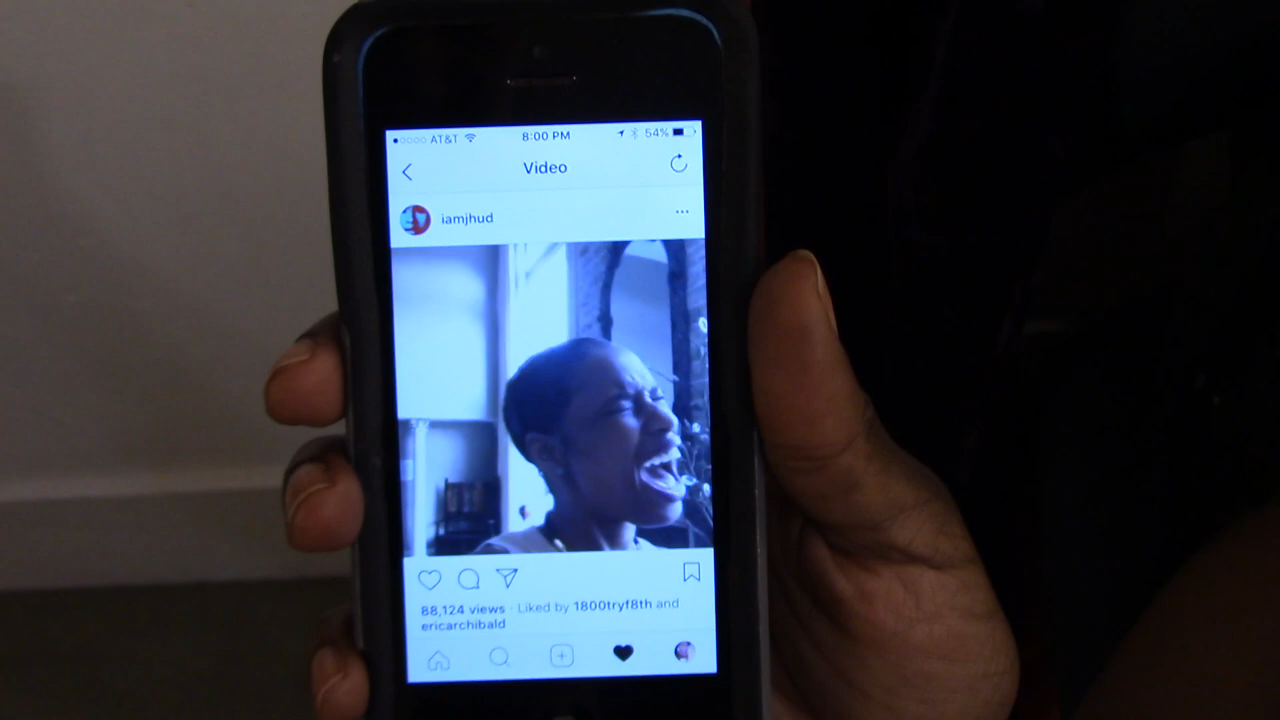 AT&T 8:00 PM 54%
Video
iamjhud
88,124 views · Liked by 1800tryf8th and
ericarchibald